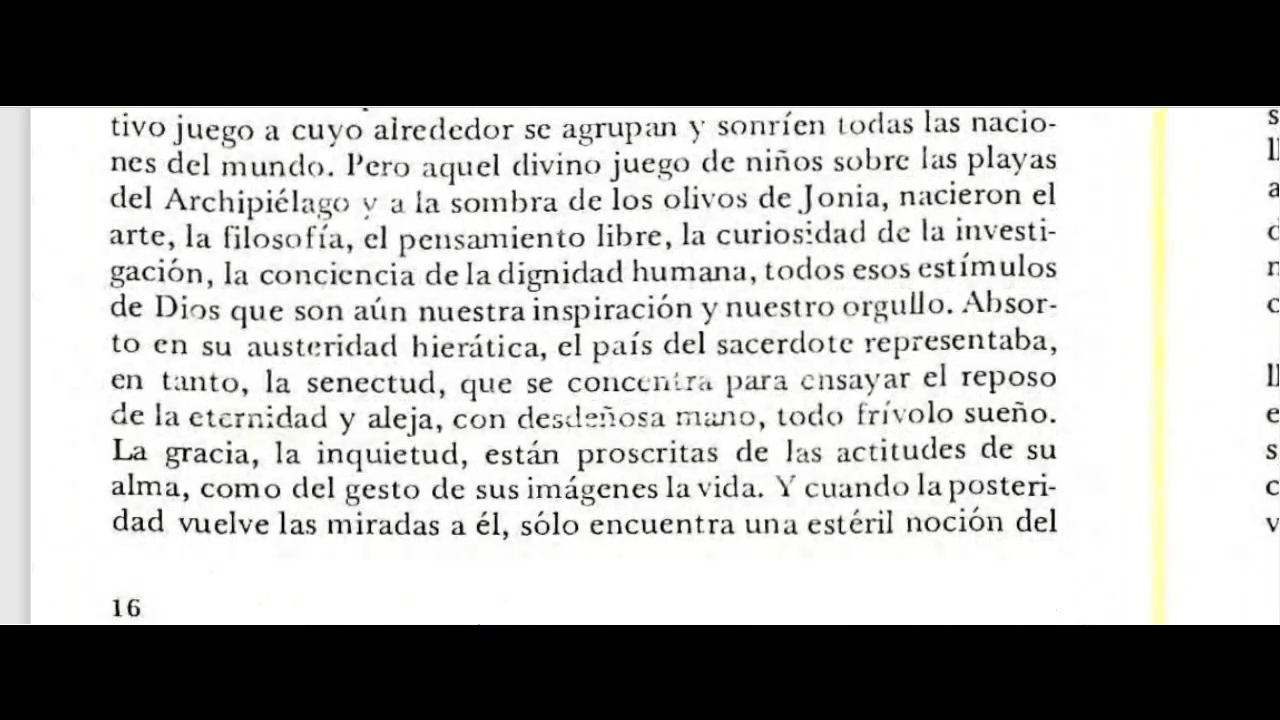 tivo juego a cuyo alrededor se agrupan y sonríen todas las nacio-
nes del mundo. Pero aquel divino juego de niños sobre las playas
del Archipiélago y a la sombra de los olivos de Jonia, nacieron el
arte, la filosofía, el pensamiento libre, la curiosidad de la investi-
gación, la conciencia de la dignidad humana, todos esos estímulos
de Dios que son aún nuestra inspiración y nuestro orgullo. Absor-
to en su austeridad hierática, el país del sacerdote representaba,
en tanto, la senectud, que se concentra para ensayar el reposo
de la eternidad y aleja, con desdeñosa mano, todo frívolo sueño.
La gracia, la inquietud, están proscritas de las actitudes de su
alma, como del gesto de sus imágenes la vida. Y cuando la posteri-
dad vuelve las miradas a él, sólo encuentra una estéril noción del
16